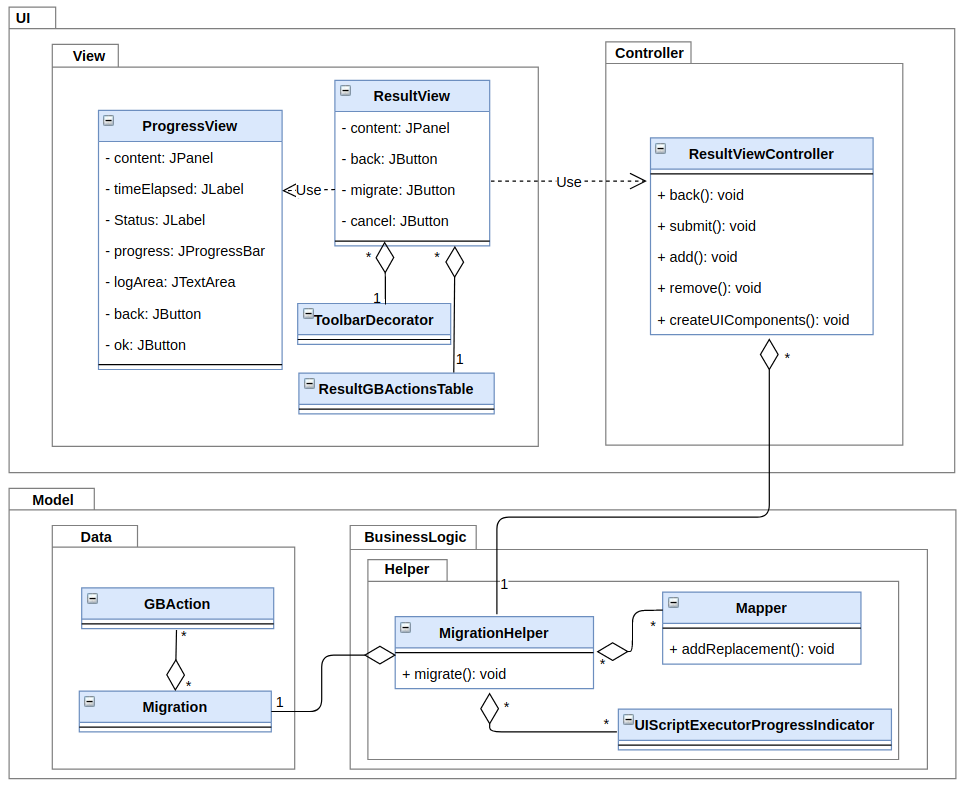 UI
View
ProgressView
- content: JPanel
- timeElapsed: JLabel
- Status: JLabel
- progress: JProgressBar
- logArea: JTextArea
- back: JButton
- ok: JButton
Use
ResultView
- content: JPanel
- back: JButton
- migrate: JButton
- cancel: JButton
*
1
ToolbarDecorator
*
1
ResultGBActionsTable
Use
Controller
ResultViewController
+ back(): void
+ submit(): void
+ add(): void
+ remove(): void
+ createUIComponents(): void
*
1
Model
Data
GBAction
*
*
Migration
1
BusinessLogic
Helper
MigrationHelper
+ migrate(): void
*
*
Mapper
+ addReplacement(): void
*
*
UIScriptExecutorProgressIndicator